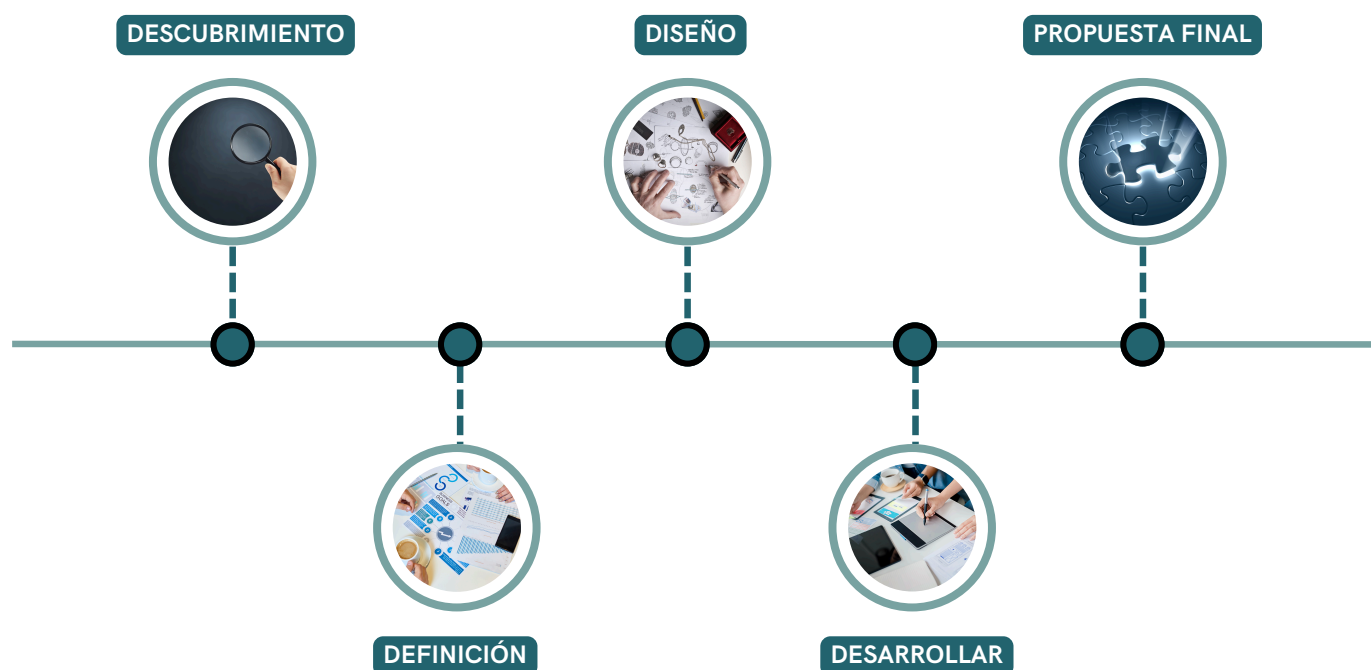 DESCUBRIMIENTO
DISEÑO
PROPUESTA FINAL
DEFINICIÓN
DESARROLLAR